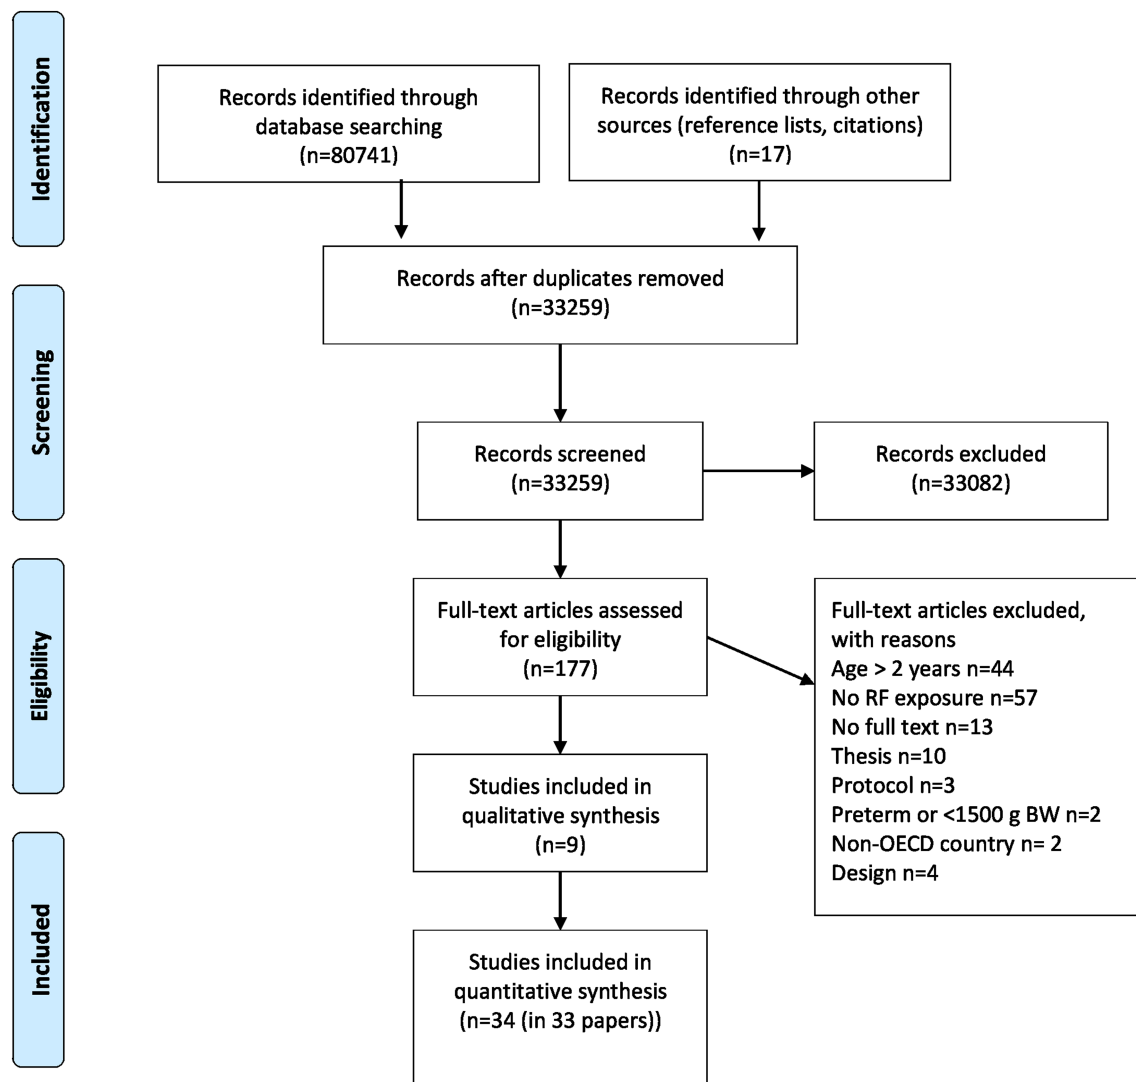 Identification
Records identified through
database searching
(n=80741)
Records identified through other
sources (reference lists, citations)
(n=17)
Records after duplicates removed
(n=33259)
Screening
Records screened
(n=33259)
Records excluded
(n=33082)
Eligibility
Full-text articles assessed
for eligibility
(n=177)
Full-text articles excluded,
with reasons
Age > 2 years n=44
No RF exposure n=57
No full text n=13
Thesis n=10
Protocol n=3
Preterm or <1500 g BW n=2
Non-OECD country n= 2
Design n=4
Studies included in
qualitative synthesis
(n=9)
Included
Studies included in
quantitative synthesis
(n=34 (in 33 papers))